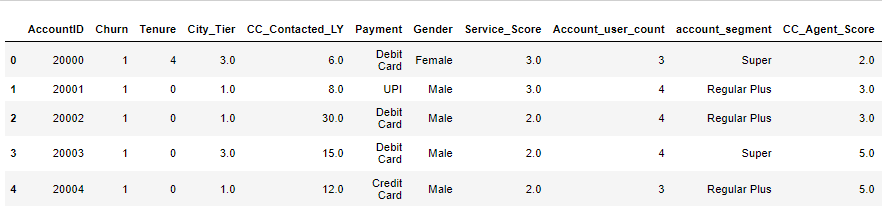 AccountID Churn Tenure City_Tier CC_Contacted_LY Payment Gender Service_Score Account_user_count account_segment CC_Agent_Score
0 20000 1 4 3.0 6.0 Debit Card Female 3.0 3 Super 2.0
1 20001 1 0 1.0 8.0 UPI Male 3.0 4 Regular Plus 3.0
2 20002 1 0 1.0 30.0 Debit Card Male 2.0 4 Regular Plus 3.0
3 20003 1 0 3.0 15.0 Debit Card Male 2.0 4 Super 5.0
4 20004 1 0 1.0 12.0 Credit Card Male 2.0 3 Regular Plus 5.0